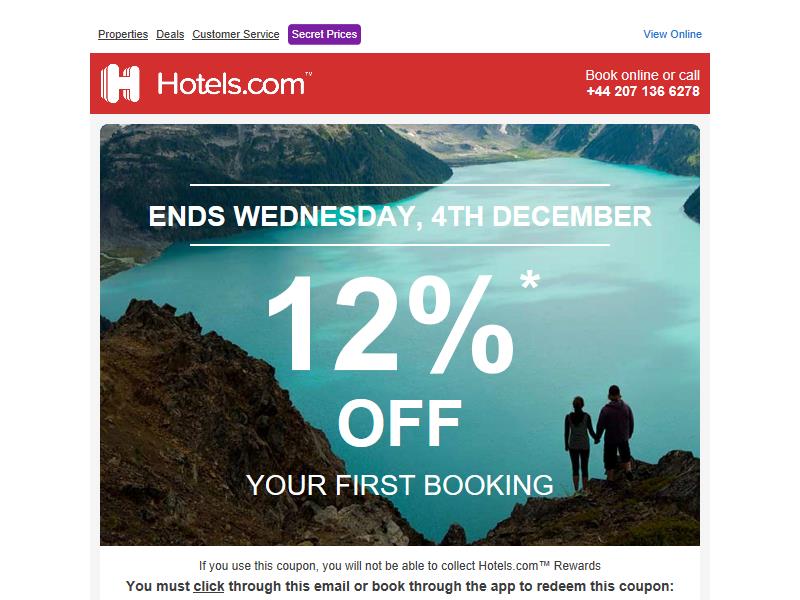 Properties Deals Customer Service Secret Prices View Online
Hotels.com™
Book online or call
+44 207 136 6278
ENDS WEDNESDAY, 4TH DECEMBER
12%*
OFF
YOUR FIRST BOOKING
If you use this coupon, you will not be able to collect Hotels.com™ Rewards
You must click through this email or book through the app to redeem this coupon: